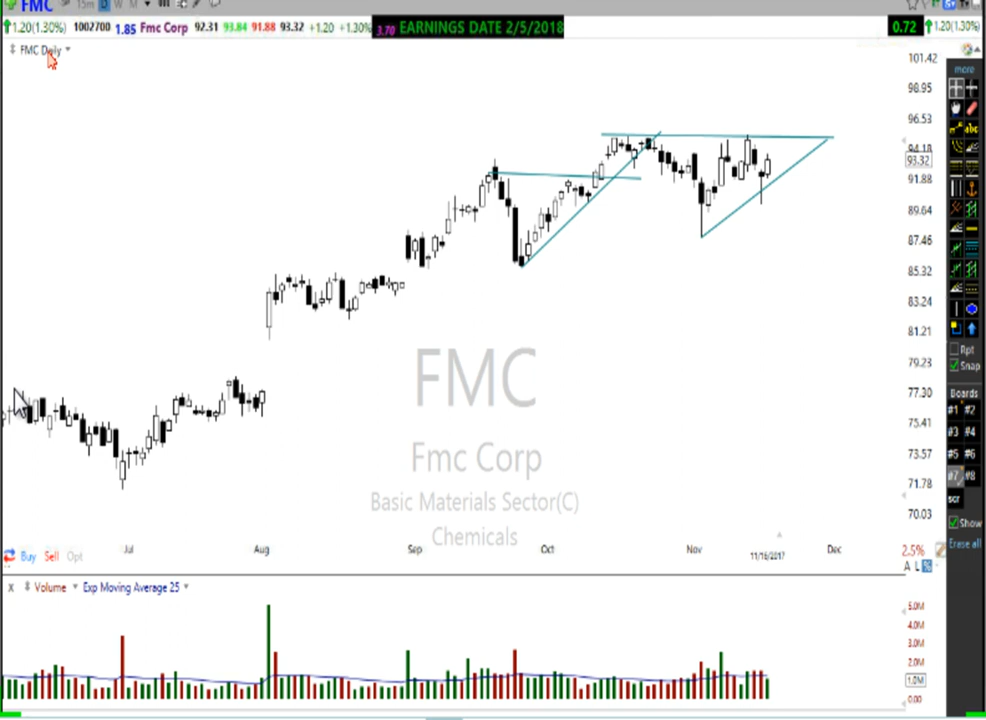 FMC 15m D W M
1.20(1.30%) 1002700 1.85 Fmc Corp 92.31 93.84 91.88 93.32 +1.20 +1.30% 3.70 EARNINGS DATE 2/5/2018 0.72 1.20(1.30%)
FMC Daily
101.42
more
98.95
96.53
abc
94.18
93.32
91.88
89.64
87.46
85.32
83.24
81.21
Rpt
79.23
Snap
FMC
77.30
Boards
#1 #2
75.41
#3 #4
Fmc Corp
73.57
#5 #6
71.78
#7 #8
Basic Materials Sector(C)
scr
70.03
Show
Chemicals
Erase all
Buy Sell Opt
Jul Aug Sep Oct Nov Dec
2.5%
A L %
X Volume Exp Moving Average 25
5.0M
4.0M
3.0M
2.0M
1.0M
0.00